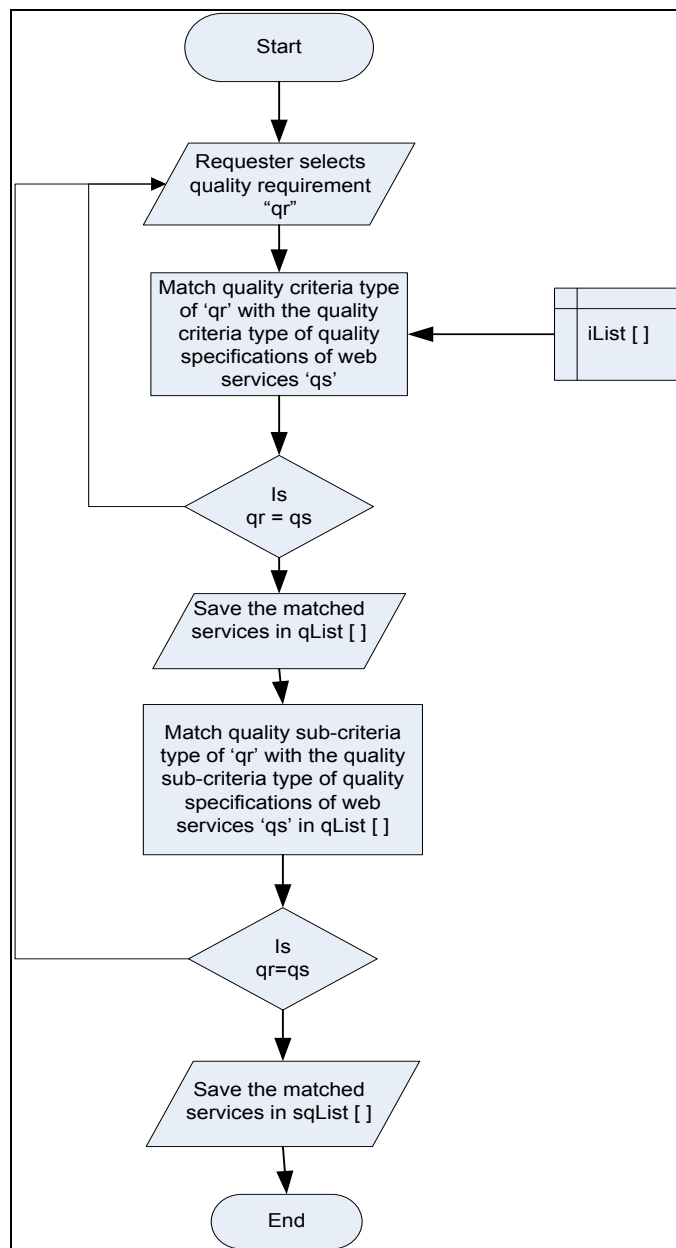 Start
Requester selects
quality requirement
“qr”
Match quality criteria type
of ‘qr’ with the quality
criteria type of quality
specifications of web
services ‘qs’
iList [ ]
Is
qr = qs
Save the matched
services in qList [ ]
Match quality sub-criteria
type of ‘qr’ with the quality
sub-criteria type of quality
specifications of web
services ‘qs’ in qList [ ]
Is
qr=qs
Save the matched
services in sqList [ ]
End